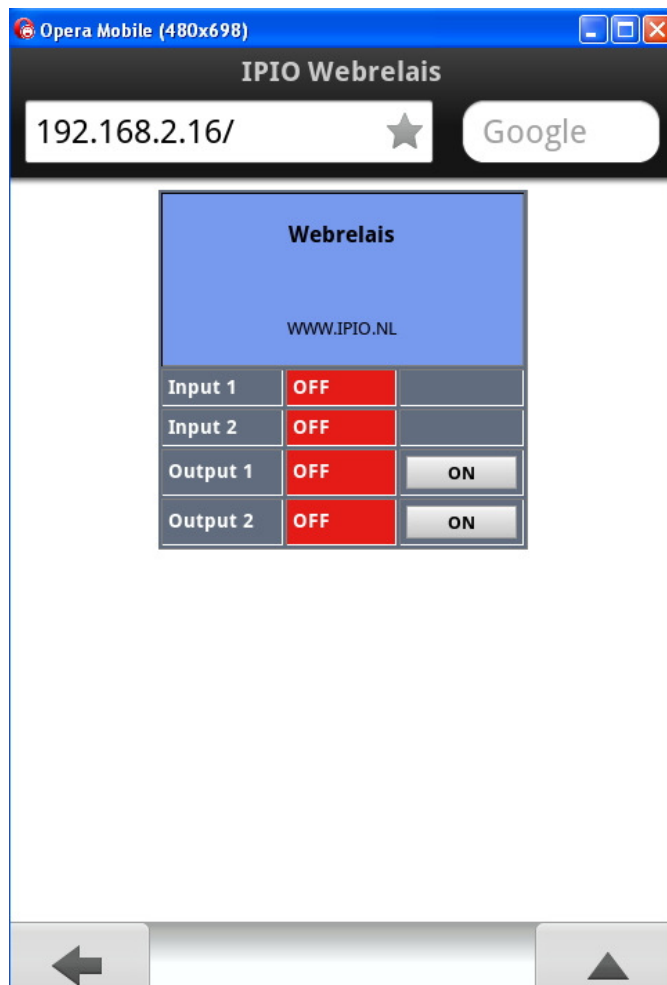 Opera Mobile (480x698)
IPIO Webrelais
192.168.2.16/ Google
Webrelais
WWW.IPIO.NL
Input 1 OFF
Input 2 OFF
Output 1 OFF ON
Output 2 OFF ON